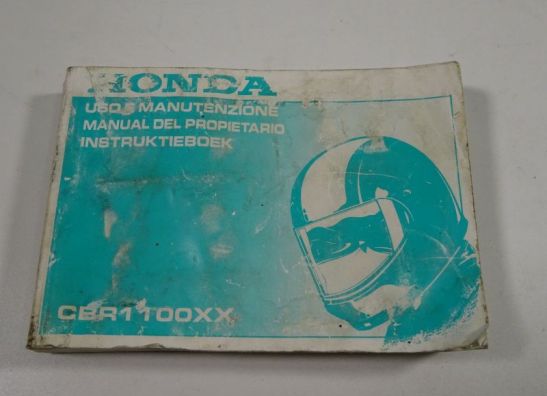 HONDA
USO E MANUTENZIONE
MANUAL DEL PROPIETARIO
INSTRUKTIEBOEK
CBR1100XX